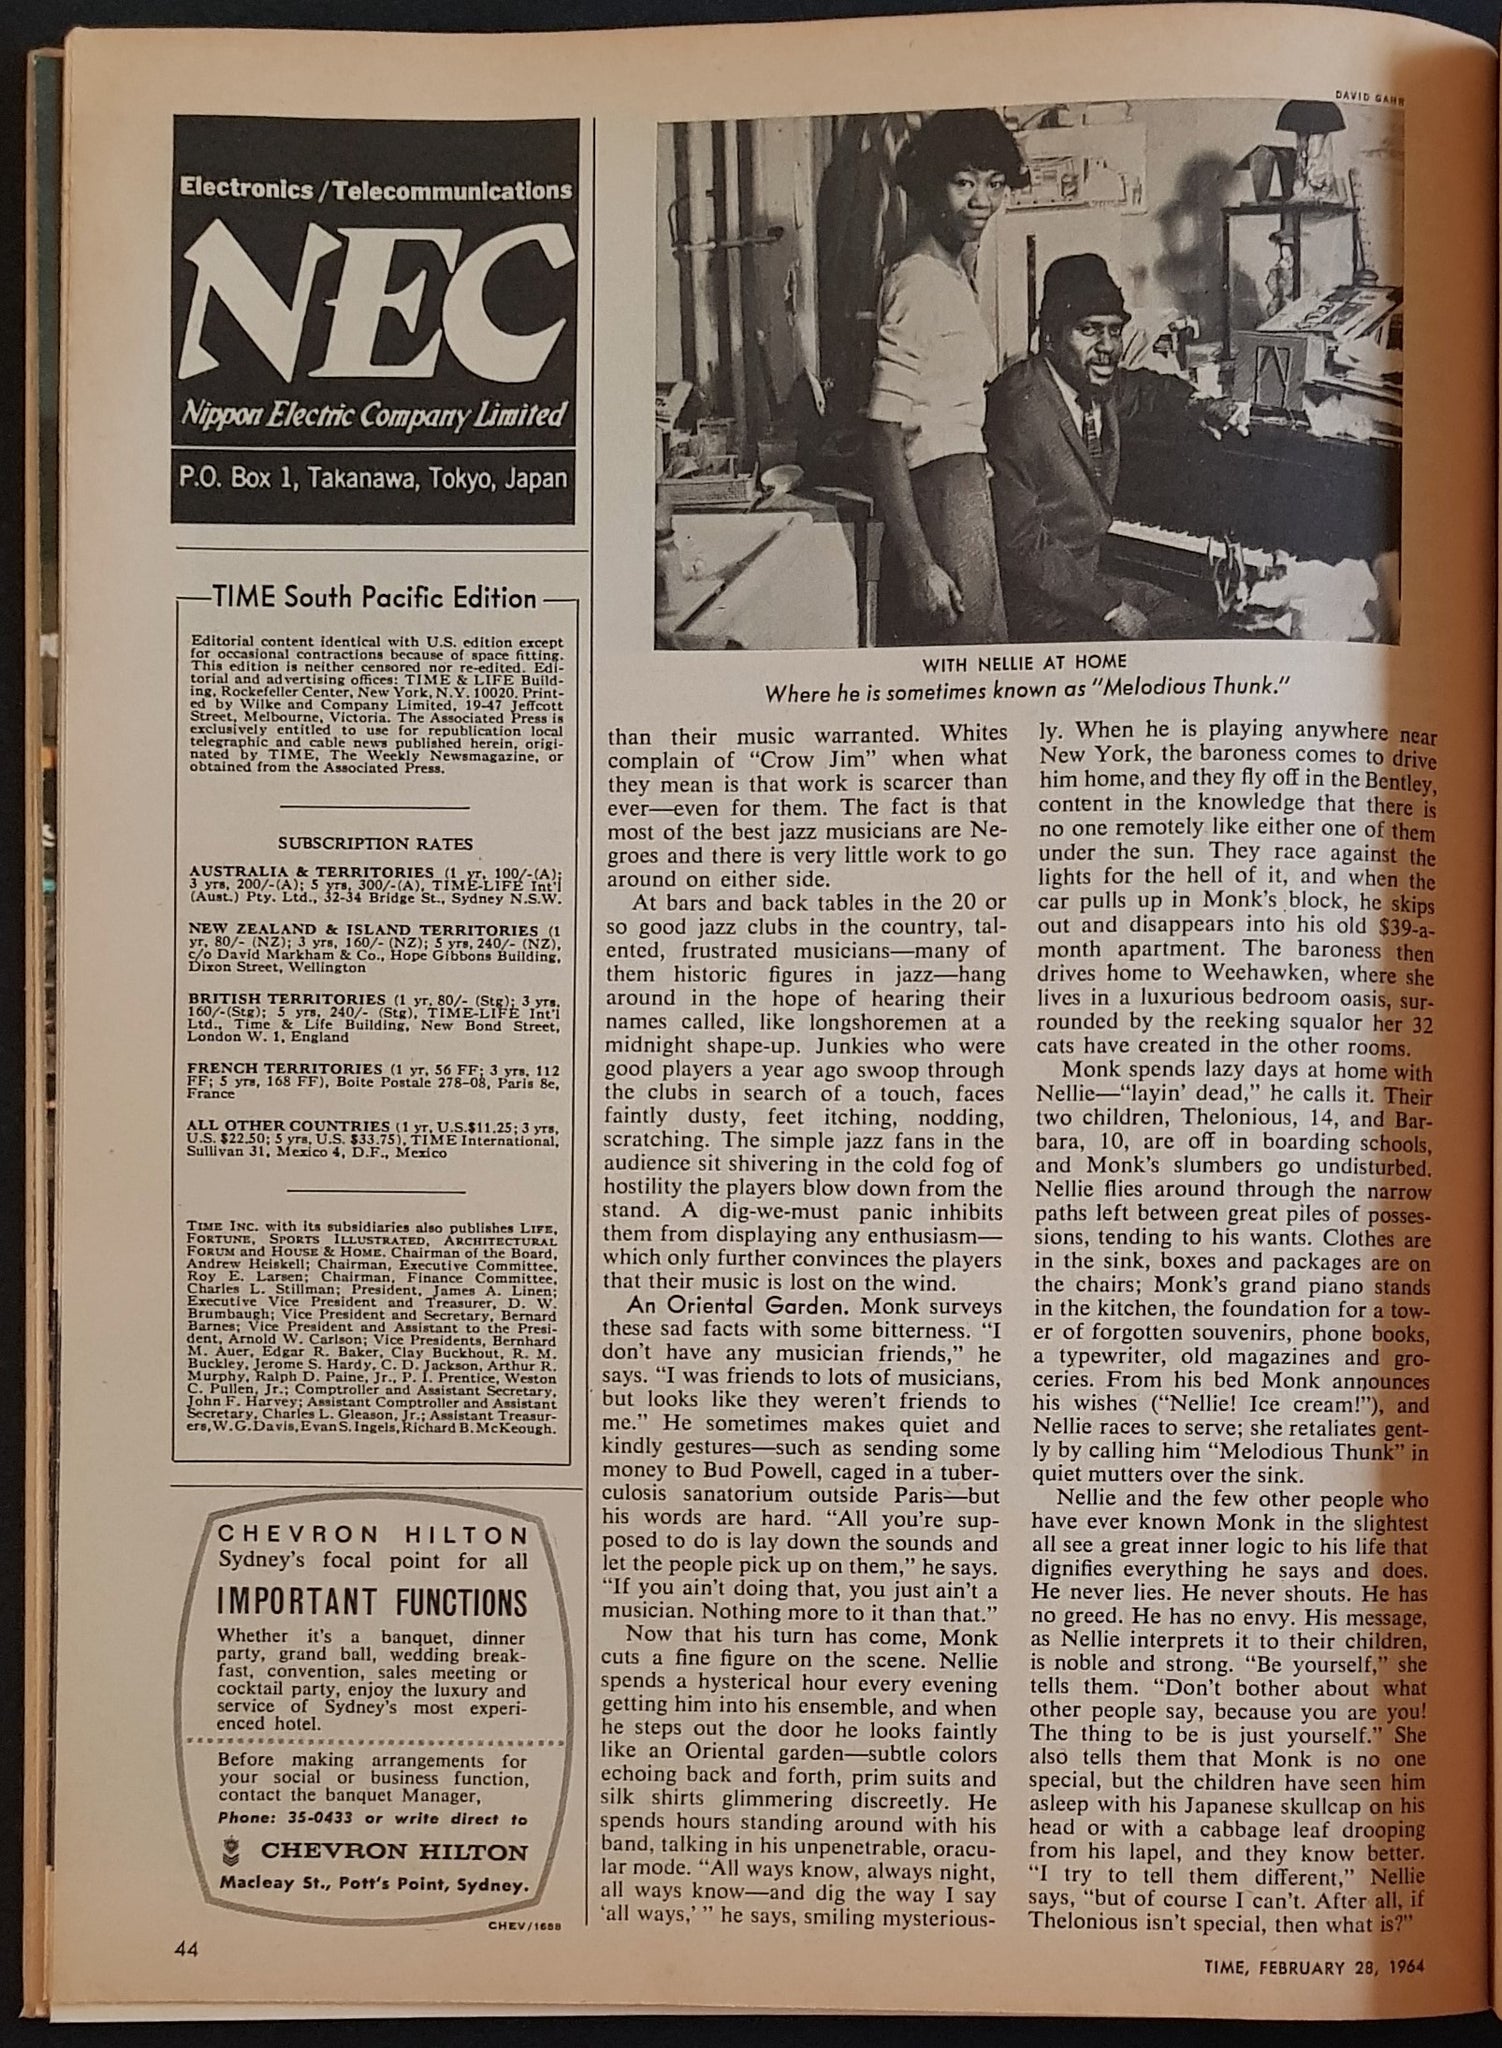 Electronics/Telecommunications
NEC
Nippon Electric Company Limited
P.O. Box 1, Takanawa, Tokyo, Japan
TIME South Pacific Edition
Editorial content identical with U.S. edition except
for occasional contractions because of space fitting.
This edition is neither censored nor re-edited. Edi-
torial and advertising offices: TIME & LIFE Build-
ing, Rockefeller Center, New York, N.Y. 10020. Print-
ed by Wilke and Company Limited, 19-47 Jeffcott
Street, Melbourne, Victoria. The Associated Press is
exclusively entitled to use for republication local
telegraphic and cable news published herein, origi-
nated by TIME, The Weekly Newsmagazine, or
obtained from the Associated Press.
SUBSCRIPTION RATES
AUSTRALIA & TERRITORIES (1 yr, 100/-(A);
3 yrs, 200/-(A); 5 yrs, 300/-(A), TIME-LIFE Int'l
(Aust.) Pty. Ltd., 32-34 Bridge St., Sydney N.S.W.
NEW ZEALAND & ISLAND TERRITORIES (1
yr, 80/- (NZ); 3 yrs, 160/- (NZ); 5 yrs, 240/- (NZ),
c/o David Markham & Co., Hope Gibbons Building,
Dixon Street, Wellington
BRITISH TERRITORIES (1 yr, 80/- (Stg); 3 yrs,
160/-(Stg); 5 yrs, 240/- (Stg), TIME-LIFE Int'l
Ltd., Time & Life Building, New Bond Street,
London W. 1, England
FRENCH TERRITORIES (1 yr, 56 FF; 3 yrs, 112
FF; 5 yrs, 168 FF), Boite Postale 278-08, Paris 8e,
France
ALL OTHER COUNTRIES (1 yr, U.S.$11.25; 3 yrs,
U.S. $22.50; 5 yrs, U.S. $33.75), TIME International,
Sullivan 31, Mexico 4, D.F., Mexico
TIME INC. with its subsidiaries also publishes LIFE,
FORTUNE, SPORTS ILLUSTRATED, ARCHITECTURAL
FORUM and HOUSE & HOME. Chairman of the Board,
Andrew Heiskell; Chairman, Executive Committee,
Roy E. Larsen; Chairman, Finance Committee,
Charles L. Stillman; President, James A. Linen;
Executive Vice President and Treasurer, D. W.
Brumbaugh; Vice President and Secretary, Bernard
Barnes; Vice President and Assistant to the Presi-
dent, Arnold W. Carlson; Vice Presidents, Bernhard
M. Auer, Edgar R. Baker, Clay Buckhout, R. M.
Buckley, Jerome S. Hardy, C. D. Jackson, Arthur R.
Murphy, Ralph D. Paine, Jr., P. I. Prentice, Weston
C. Pullen, Jr.; Comptroller and Assistant Secretary,
John F. Harvey; Assistant Comptroller and Assistant
Secretary, Charles L. Gleason, Jr.; Assistant Treasur-
ers, W. G. Davis, Evan S. Ingels, Richard B. McKeough.
CHEVRON HILTON
Sydney's focal point for all
IMPORTANT FUNCTIONS
Whether it's a banquet, dinner
party, grand ball, wedding break-
fast, convention, sales meeting or
cocktail party, enjoy the luxury and
service of Sydney's most experi-
enced hotel.
Before making arrangements for
your social or business function,
contact the banquet Manager,
Phone: 35-0433 or write direct to
CHEVRON HILTON
Macleay St., Pott's Point, Sydney.
CHEV/1688
44
DAVID GAHR
WITH NELLIE AT HOME
Where he is sometimes known as "Melodious Thunk."
than their music warranted. Whites
complain of "Crow Jim" when what
they mean is that work is scarcer than
ever—even for them. The fact is that
most of the best jazz musicians are Ne-
groes and there is very little work to go
around on either side.
At bars and back tables in the 20 or
so good jazz clubs in the country, tal-
ented, frustrated musicians—many of
them historic figures in jazz—hang
around in the hope of hearing their
names called, like longshoremen at a
midnight shape-up. Junkies who were
good players a year ago swoop through
the clubs in search of a touch, faces
faintly dusty, feet itching, nodding,
scratching. The simple jazz fans in the
audience sit shivering in the cold fog of
hostility the players blow down from the
stand. A dig-we-must panic inhibits
them from displaying any enthusiasm—
which only further convinces the players
that their music is lost on the wind.
An Oriental Garden. Monk surveys
these sad facts with some bitterness. "I
don't have any musician friends," he
says. "I was friends to lots of musicians,
but looks like they weren't friends to
me." He sometimes makes quiet and
kindly gestures—such as sending some
money to Bud Powell, caged in a tuber-
culosis sanatorium outside Paris—but
his words are hard. "All you're sup-
posed to do is lay down the sounds and
let the people pick up on them," he says.
"If you ain't doing that, you just ain't a
musician. Nothing more to it than that."
Now that his turn has come, Monk
cuts a fine figure on the scene. Nellie
spends a hysterical hour every evening
getting him into his ensemble, and when
he steps out the door he looks faintly
like an Oriental garden—subtle colors
echoing back and forth, prim suits and
silk shirts glimmering discreetly. He
spends hours standing around with his
band, talking in his unpenetrable, oracu-
lar mode. "All ways know, always night,
all ways know—and dig the way I say
'all ways,' " he says, smiling mysterious-
ly. When he is playing anywhere near
New York, the baroness comes to drive
him home, and they fly off in the Bentley,
content in the knowledge that there is
no one remotely like either one of them
under the sun. They race against the
lights for the hell of it, and when the
car pulls up in Monk's block, he skips
out and disappears into his old $39-a-
month apartment. The baroness then
drives home to Weehawken, where she
lives in a luxurious bedroom oasis, sur-
rounded by the reeking squalor her 32
cats have created in the other rooms.
Monk spends lazy days at home with
Nellie—"layin' dead," he calls it. Their
two children, Thelonious, 14, and Bar-
bara, 10, are off in boarding schools,
and Monk's slumbers go undisturbed.
Nellie flies around through the narrow
paths left between great piles of posses-
sions, tending to his wants. Clothes are
in the sink, boxes and packages are on
the chairs; Monk's grand piano stands
in the kitchen, the foundation for a tow-
er of forgotten souvenirs, phone books,
a typewriter, old magazines and gro-
ceries. From his bed Monk announces
his wishes ("Nellie! Ice cream!"), and
Nellie races to serve; she retaliates gent-
ly by calling him "Melodious Thunk" in
quiet mutters over the sink.
Nellie and the few other people who
have ever known Monk in the slightest
all see a great inner logic to his life that
dignifies everything he says and does.
He never lies. He never shouts. He has
no greed. He has no envy. His message,
as Nellie interprets it to their children,
is noble and strong. "Be yourself," she
tells them. "Don't bother about what
other people say, because you are you!
The thing to be is just yourself." She
also tells them that Monk is no one
special, but the children have seen him
asleep with his Japanese skullcap on his
head or with a cabbage leaf drooping
from his lapel, and they know better.
"I try to tell them different," Nellie
says, "but of course I can't. After all, if
Thelonious isn't special, then what is?"
TIME, FEBRUARY 28, 1964